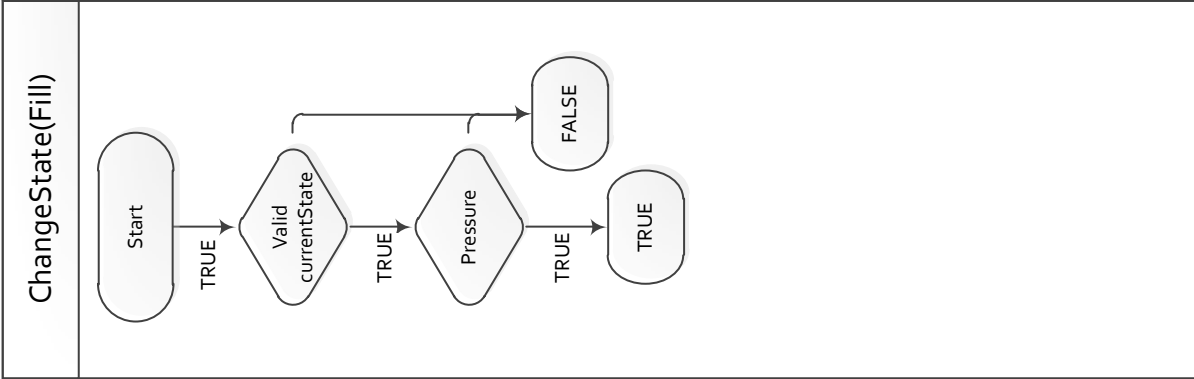 ChangeState(Fill)
Start
TRUE
Valid
currentState
TRUE
Pressure
TRUE
FALSE
TRUE